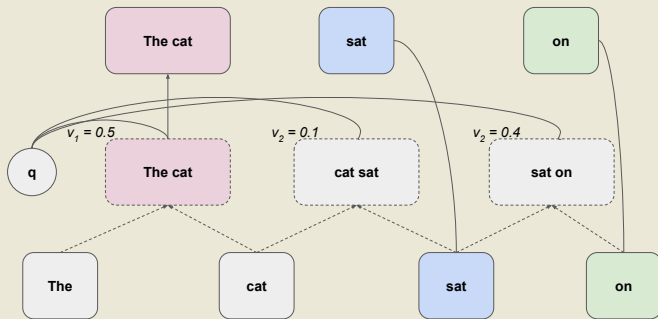 The cat
sat
on
v1 = 0.5
v2 = 0.1
v2 = 0.4
q
The cat
cat sat
sat on
The
cat
sat
on